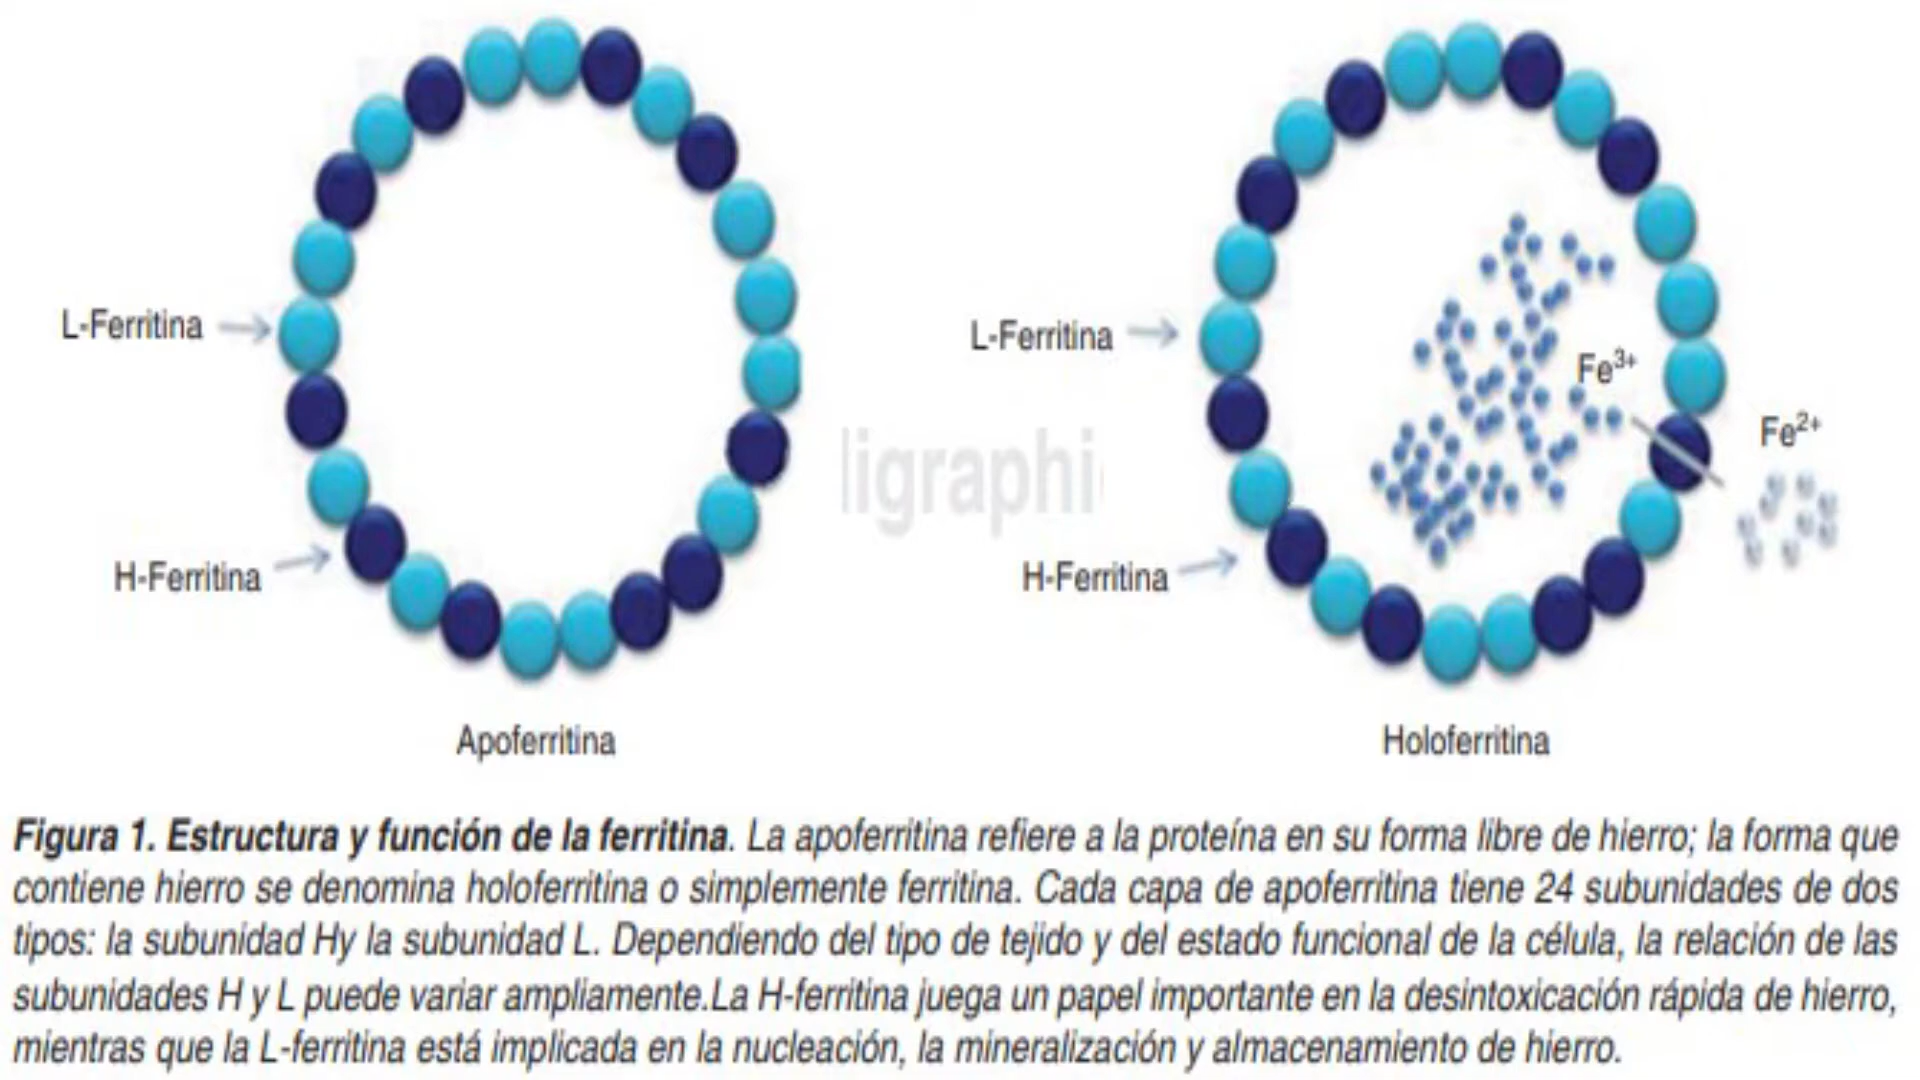 L-Ferritina
H-Ferritina
Apoferritina
ligraphi
L-Ferritina
H-Ferritina
Fe³⁺
Fe²⁺
Holoferritina
Figura 1. Estructura y función de la ferritina. La apoferritina refiere a la proteína en su forma libre de hierro; la forma que
contiene hierro se denomina holoferritina o simplemente ferritina. Cada capa de apoferritina tiene 24 subunidades de dos
tipos: la subunidad Hy la subunidad L. Dependiendo del tipo de tejido y del estado funcional de la célula, la relación de las
subunidades H y L puede variar ampliamente.La H-ferritina juega un papel importante en la desintoxicación rápida de hierro,
mientras que la L-ferritina está implicada en la nucleación, la mineralización y almacenamiento de hierro.